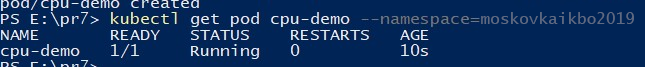 pod/cpu-demo created
PS E:\pr7> kubectl get pod cpu-demo --namespace=moskovkaikbo2019
NAME READY STATUS RESTARTS AGE
cpu-demo 1/1 Running 0 10s
PS E:\pr7>